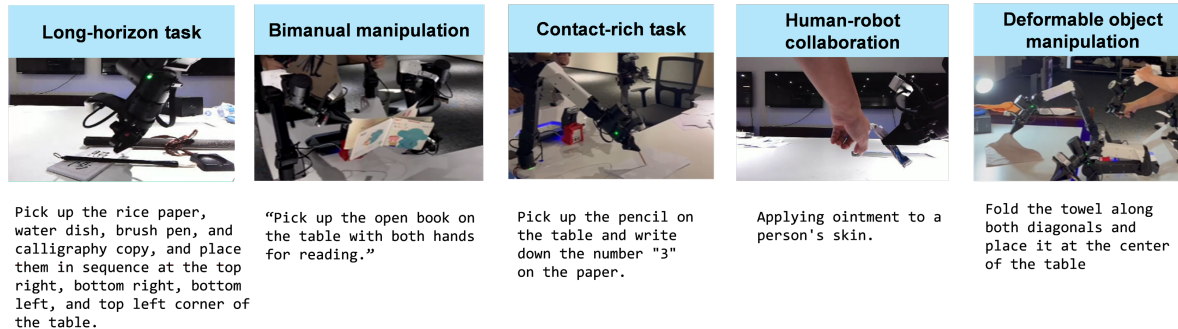 Long-horizon task
Bimanual manipulation
Contact-rich task
Human-robot
collaboration
Deformable object
manipulation
Pick up the rice paper,
water dish, brush pen, and
calligraphy copy, and place
them in sequence at the top
right, bottom right, bottom
left, and top left corner of
the table.
“Pick up the open book on
the table with both hands
for reading.”
Pick up the pencil on
the table and write
down the number "3"
on the paper.
Applying ointment to a
person's skin.
Fold the towel along
both diagonals and
place it at the center
of the table